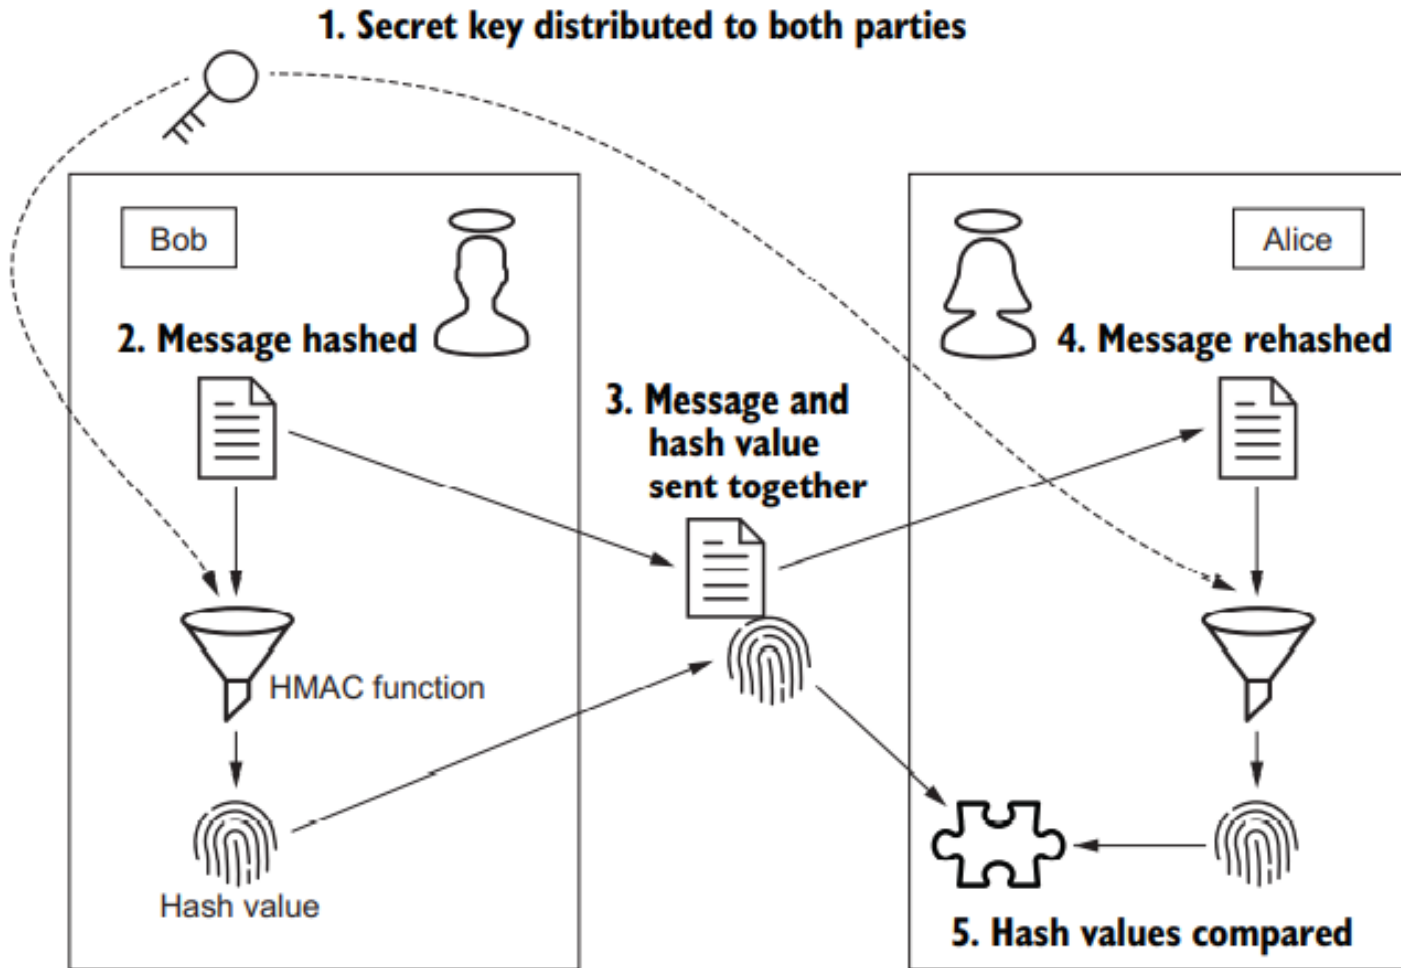 1. Secret key distributed to both parties
Bob
Alice
2. Message hashed
4. Message rehashed
3. Message and
hash value
sent together
HMAC function
Hash value
5. Hash values compared